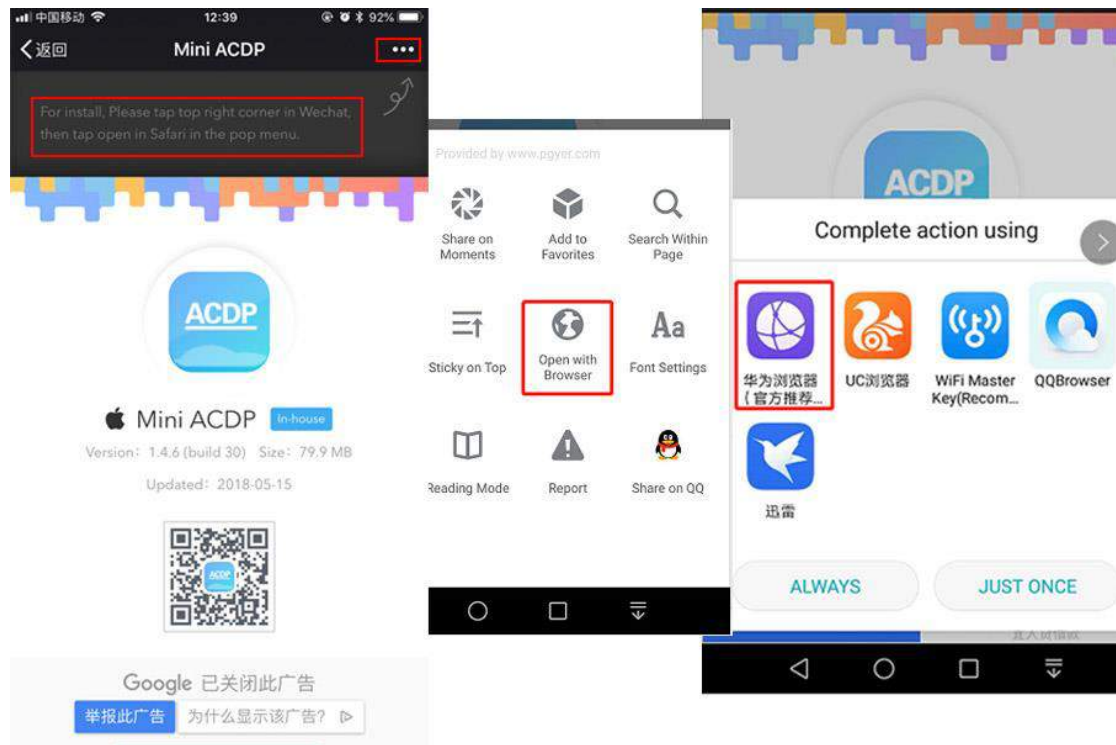 中国移动
12:39
92%
返回
Mini ACDP
For install, Please tap top right corner in Wechat,
then tap open in Safari in the pop menu.
ACDP
Mini ACDP
In-house
Version: 1.4.6 (build 30) Size: 79.9 MB
Updated: 2018-05-15
ACDP
Google 已关闭此广告
举报此广告
为什么显示该广告?
Provided by www.pgyer.com
Share on
Moments
Add to
Favorites
Search Within
Page
Sticky on Top
Open with
Browser
Aa
Font Settings
Reading Mode
Report
Share on QQ
ACDP
Complete action using
华为浏览器
(官方推荐...
UC浏览器
WiFi Master
Key(Recom...
QQBrowser
迅雷
ALWAYS
JUST ONCE